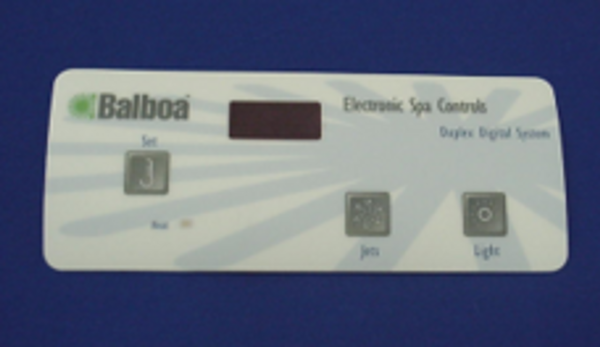 Balboa
Electronic Spa Controls
Duplex Digital System
Set
Heat
Jets
Light